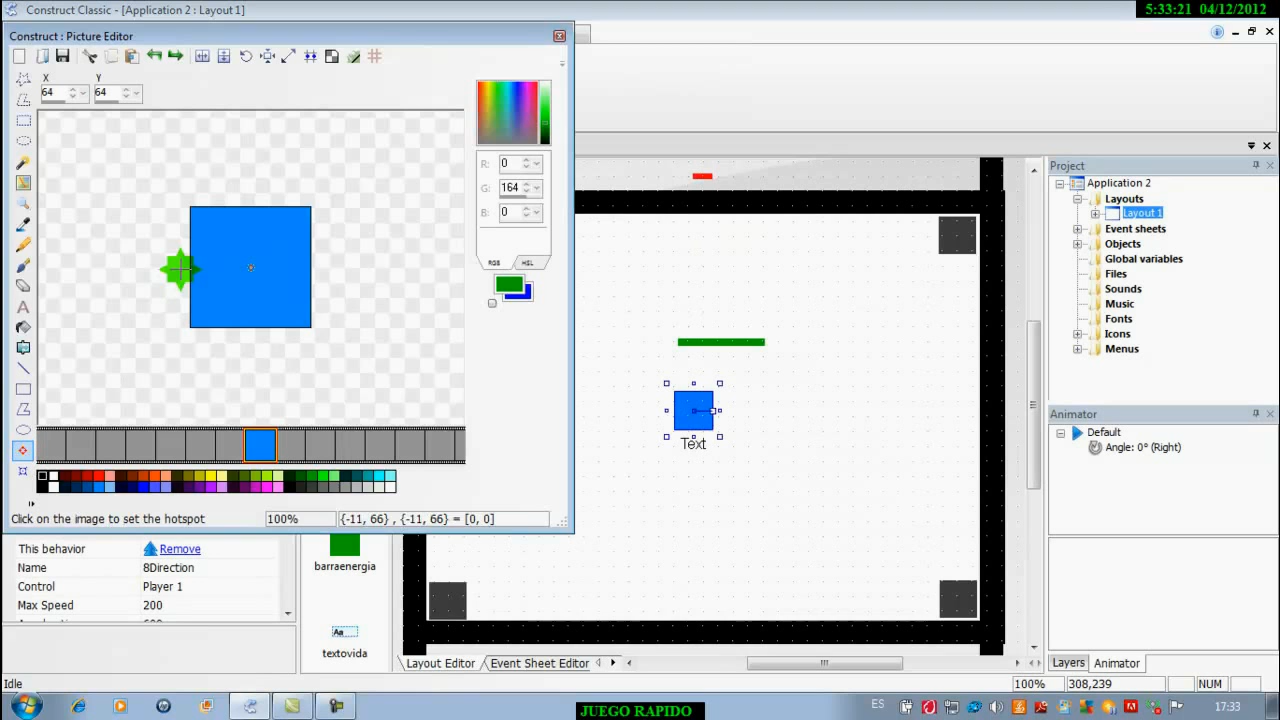 Construct Classic - [Application 2 : Layout 1]
5:33:21 04/12/2012
Construct : Picture Editor
X
Y
64
64
R:
0
G:
164
B:
0
RGB
HSL
Click on the image to set the hotspot
100%
{-11, 66} , {-11, 66} = [0, 0]
This behavior
Remove
Name
8Direction
Control
Player 1
Max Speed
200
barraenergia
Aa
textovida
Text
Layout Editor
Event Sheet Editor
Project
Application 2
Layouts
Layout 1
Event sheets
Objects
Global variables
Files
Sounds
Music
Fonts
Icons
Menus
Animator
Default
Angle: 0° (Right)
Layers
Animator
Idle
100%
308,239
NUM
JUEGO RAPIDO
ES
17:33